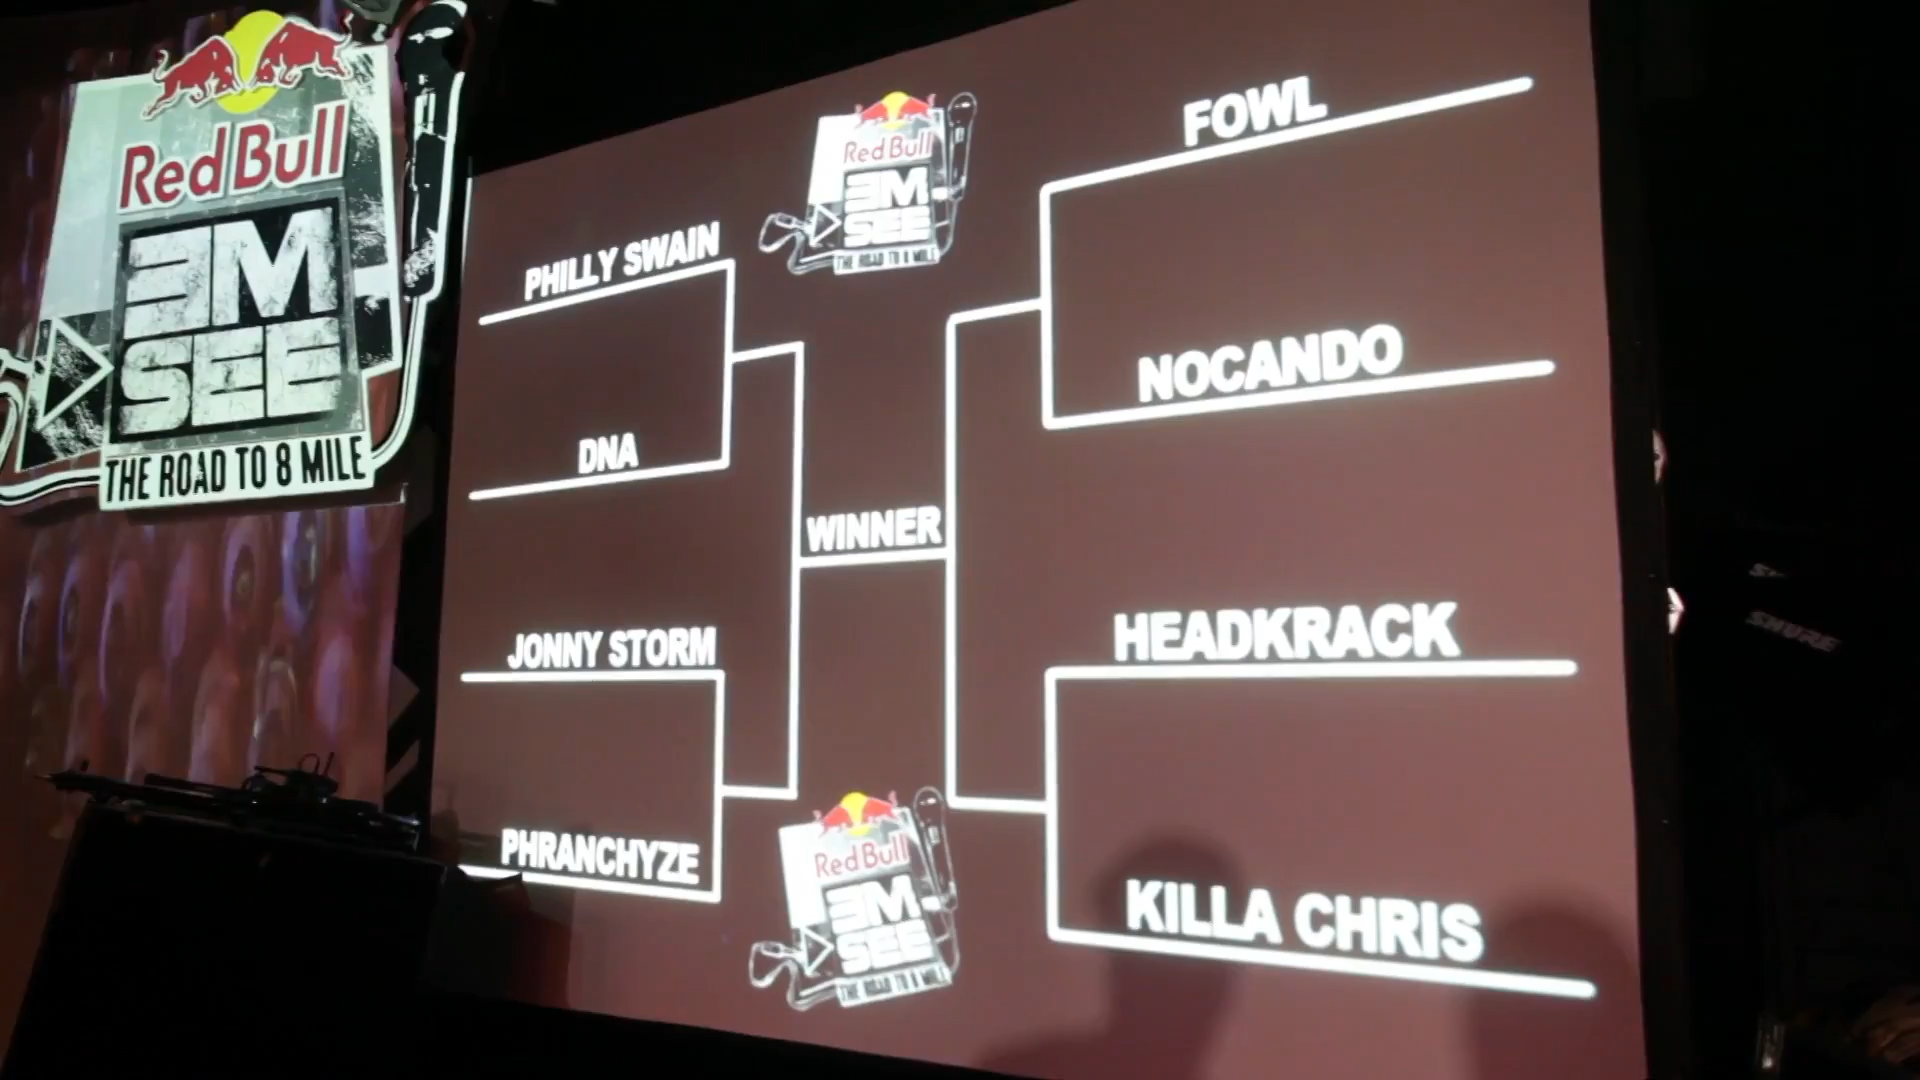 Red Bull
EM
SEE
THE ROAD TO 8 MILE
Red Bull
EM
SEE
THE ROAD TO 8 MILE
PHILLY SWAIN
DNA
JONNY STORM
PHRANCHYZE
WINNER
FOWL
NOCANDO
HEADKRACK
KILLA CHRIS
Red Bull
EM
SEE
THE ROAD TO 8 MILE
SHURE